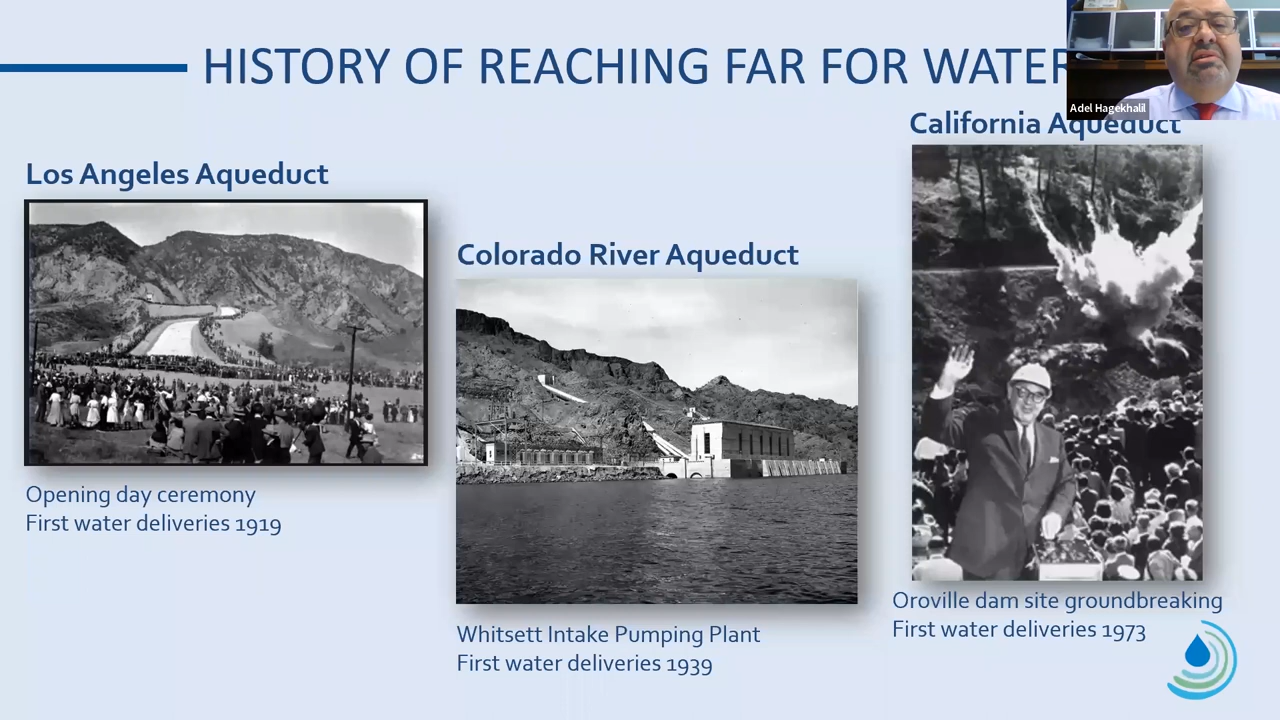 HISTORY OF REACHING FAR FOR WATER
Adel Hagekhalil
California Aqueduct
Los Angeles Aqueduct
Colorado River Aqueduct
Opening day ceremony
First water deliveries 1919
Whitsett Intake Pumping Plant
First water deliveries 1939
Oroville dam site groundbreaking
First water deliveries 1973